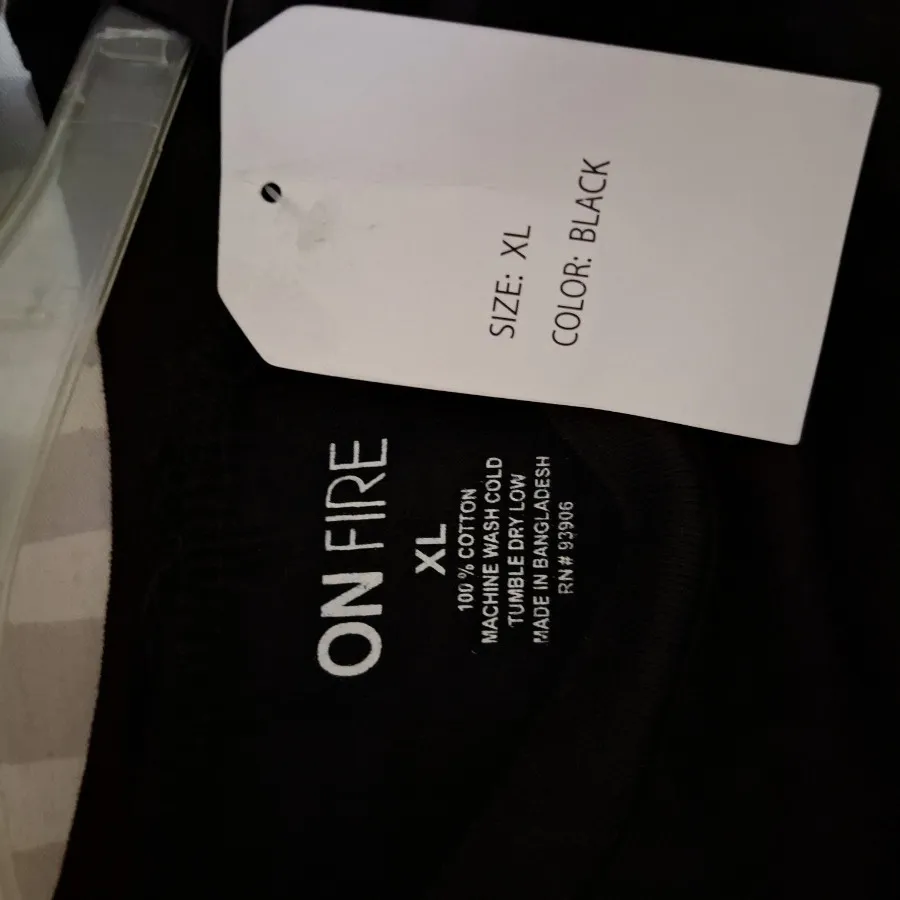 SIZE: XL
COLOR: BLACK
ON FIRE
XL
100 % COTTON
MACHINE WASH COLD
TUMBLE DRY LOW
MADE IN BANGLADESH
RN # 93906